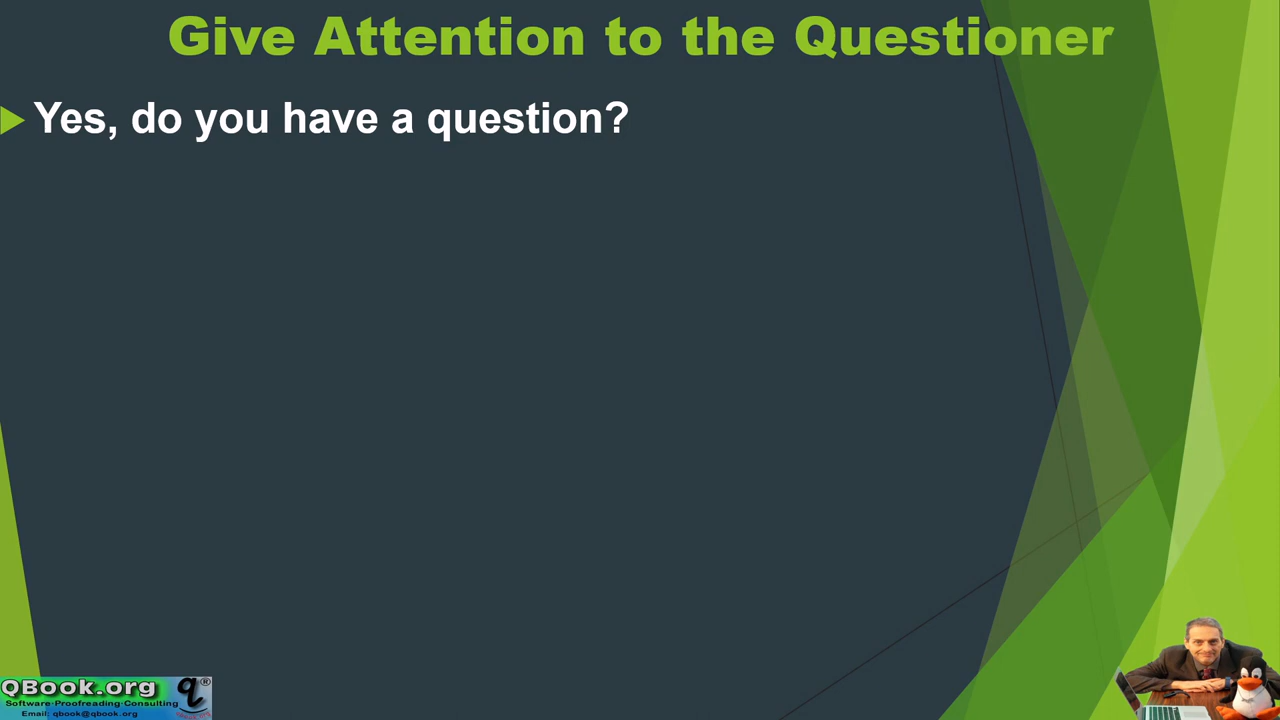 Give Attention to the Questioner
Yes, do you have a question?
QBook.org
Software·Proofreading·Consulting
Email: qbook@qbook.org
q®